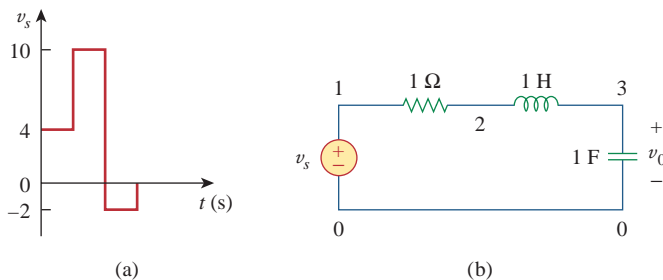 v_s
10
4
0
−2
t (s)
(a)
1 1 Ω 1 H 3
2
v_s + − 1 F + v_0 −
0 0
(b)